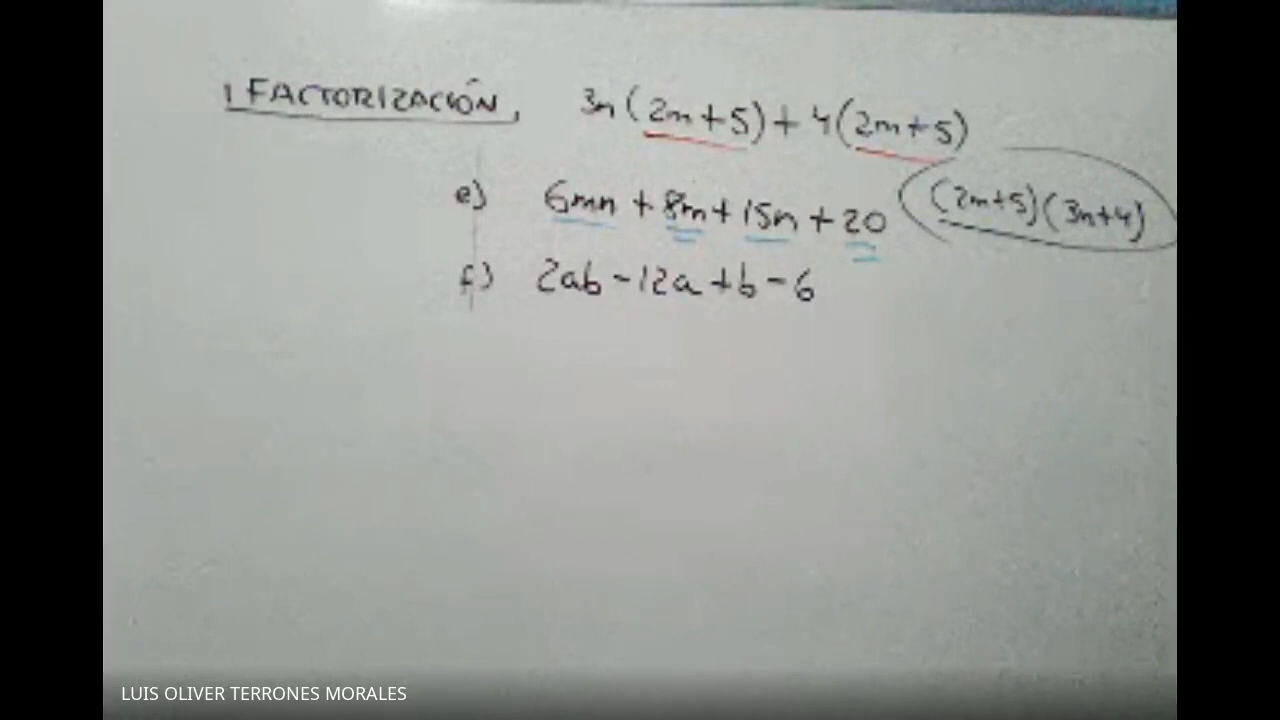 1 FACTORIZACIÓN,
3n(2m+5)+4(2m+5)
e) 6mn+8m+15n+20
(2m+5)(3n+4)
f) 2ab-12a+b-6
LUIS OLIVER TERRONES MORALES